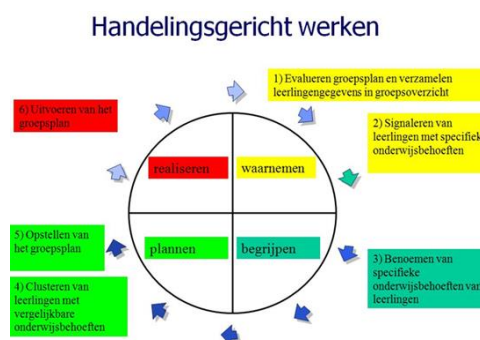 Handelingsgericht werken
1) Evalueren groepsplan en verzamelen
leerlingengegevens in groepsoverzicht
6) Uitvoeren van het
groepsplan
2) Signaleren van
leerlingen met specifiek
onderwijsbehoeften
realiseren
waarnemen
plannen
begrijpen
5) Opstellen van
het groepsplan
3) Benoemen van
specifieke
onderwijsbehoeften van
leerlingen
4) Clusteren van
leerlingen met
vergelijkbare
onderwijsbehoeften